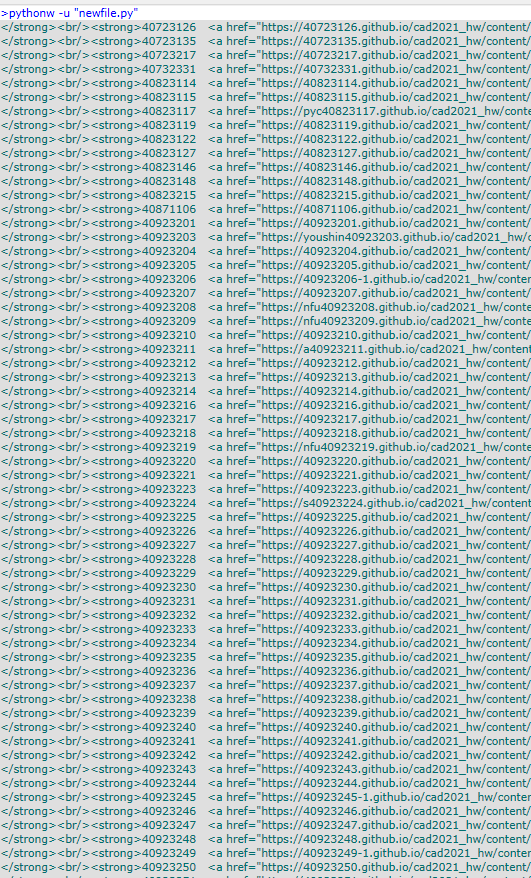 >pythonw -u "newfile.py"
</strong><br/><strong>40723126 <a href="https://40723126.github.io/cad2021_hw/content/
</strong><br/><strong>40723135 <a href="https://40723135.github.io/cad2021_hw/content/
</strong><br/><strong>40723217 <a href="https://40723217.github.io/cad2021_hw/content/
</strong><br/><strong>40732331 <a href="https://40732331.github.io/cad2021_hw/content/
</strong><br/><strong>40823114 <a href="https://40823114.github.io/cad2021_hw/content/
</strong><br/><strong>40823115 <a href="https://40823115.github.io/cad2021_hw/content/
</strong><br/><strong>40823117 <a href="https://pyc40823117.github.io/cad2021_hw/conte
</strong><br/><strong>40823119 <a href="https://40823119.github.io/cad2021_hw/content/
</strong><br/><strong>40823122 <a href="https://40823122.github.io/cad2021_hw/content/
</strong><br/><strong>40823127 <a href="https://40823127.github.io/cad2021_hw/content/
</strong><br/><strong>40823146 <a href="https://40823146.github.io/cad2021_hw/content/
</strong><br/><strong>40823148 <a href="https://40823148.github.io/cad2021_hw/content/
</strong><br/><strong>40823215 <a href="https://40823215.github.io/cad2021_hw/content/
</strong><br/><strong>40871106 <a href="https://40871106.github.io/cad2021_hw/content/
</strong><br/><strong>40923201 <a href="https://40923201.github.io/cad2021_hw/content/
</strong><br/><strong>40923203 <a href="https://youshin40923203.github.io/cad2021_hw/
</strong><br/><strong>40923204 <a href="https://40923204.github.io/cad2021_hw/content/
</strong><br/><strong>40923205 <a href="https://40923205.github.io/cad2021_hw/content/
</strong><br/><strong>40923206 <a href="https://40923206-1.github.io/cad2021_hw/conten
</strong><br/><strong>40923207 <a href="https://40923207.github.io/cad2021_hw/content/
</strong><br/><strong>40923208 <a href="https://nfu40923208.github.io/cad2021_hw/conte
</strong><br/><strong>40923209 <a href="https://nfu40923209.github.io/cad2021_hw/conte
</strong><br/><strong>40923210 <a href="https://40923210.github.io/cad2021_hw/content/
</strong><br/><strong>40923211 <a href="https://a40923211.github.io/cad2021_hw/content
</strong><br/><strong>40923212 <a href="https://40923212.github.io/cad2021_hw/content/
</strong><br/><strong>40923213 <a href="https://40923213.github.io/cad2021_hw/content/
</strong><br/><strong>40923214 <a href="https://40923214.github.io/cad2021_hw/content/
</strong><br/><strong>40923216 <a href="https://40923216.github.io/cad2021_hw/content/
</strong><br/><strong>40923217 <a href="https://40923217.github.io/cad2021_hw/content/
</strong><br/><strong>40923218 <a href="https://40923218.github.io/cad2021_hw/content/
</strong><br/><strong>40923219 <a href="https://nfu40923219.github.io/cad2021_hw/conte
</strong><br/><strong>40923220 <a href="https://40923220.github.io/cad2021_hw/content/
</strong><br/><strong>40923221 <a href="https://40923221.github.io/cad2021_hw/content/
</strong><br/><strong>40923223 <a href="https://40923223.github.io/cad2021_hw/content/
</strong><br/><strong>40923224 <a href="https://s40923224.github.io/cad2021_hw/content
</strong><br/><strong>40923225 <a href="https://40923225.github.io/cad2021_hw/content/
</strong><br/><strong>40923226 <a href="https://40923226.github.io/cad2021_hw/content/
</strong><br/><strong>40923227 <a href="https://40923227.github.io/cad2021_hw/content/
</strong><br/><strong>40923228 <a href="https://40923228.github.io/cad2021_hw/content/
</strong><br/><strong>40923229 <a href="https://40923229.github.io/cad2021_hw/content/
</strong><br/><strong>40923230 <a href="https://40923230.github.io/cad2021_hw/content/
</strong><br/><strong>40923231 <a href="https://40923231.github.io/cad2021_hw/content/
</strong><br/><strong>40923232 <a href="https://40923232.github.io/cad2021_hw/content/
</strong><br/><strong>40923233 <a href="https://40923233.github.io/cad2021_hw/content/
</strong><br/><strong>40923234 <a href="https://40923234.github.io/cad2021_hw/content/
</strong><br/><strong>40923235 <a href="https://40923235.github.io/cad2021_hw/content/
</strong><br/><strong>40923236 <a href="https://40923236.github.io/cad2021_hw/content/
</strong><br/><strong>40923237 <a href="https://40923237.github.io/cad2021_hw/content/
</strong><br/><strong>40923238 <a href="https://40923238.github.io/cad2021_hw/content/
</strong><br/><strong>40923239 <a href="https://40923239.github.io/cad2021_hw/content/
</strong><br/><strong>40923240 <a href="https://40923240.github.io/cad2021_hw/content/
</strong><br/><strong>40923241 <a href="https://40923241.github.io/cad2021_hw/content/
</strong><br/><strong>40923242 <a href="https://40923242.github.io/cad2021_hw/content/
</strong><br/><strong>40923243 <a href="https://40923243.github.io/cad2021_hw/content/
</strong><br/><strong>40923244 <a href="https://40923244.github.io/cad2021_hw/content/
</strong><br/><strong>40923245 <a href="https://40923245-1.github.io/cad2021_hw/conten
</strong><br/><strong>40923246 <a href="https://40923246.github.io/cad2021_hw/content/
</strong><br/><strong>40923247 <a href="https://40923247.github.io/cad2021_hw/content/
</strong><br/><strong>40923248 <a href="https://40923248.github.io/cad2021_hw/content/
</strong><br/><strong>40923249 <a href="https://40923249-1.github.io/cad2021_hw/conten
</strong><br/><strong>40923250 <a href="https://40923250.github.io/cad2021_hw/content/